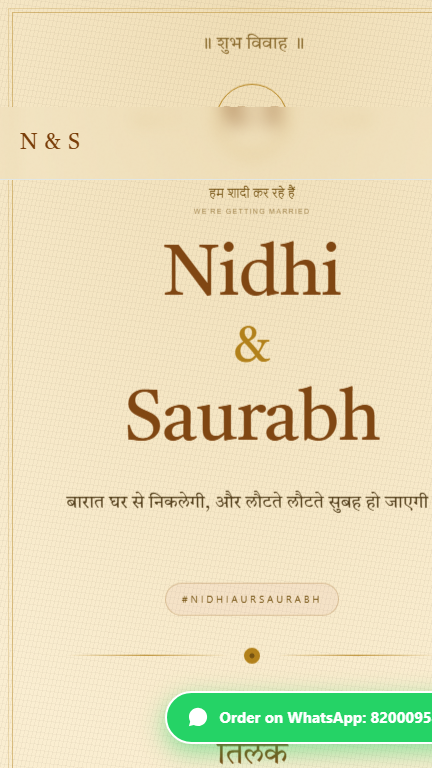 ॥ शुभ विवाह ॥
N & S
हम शादी कर रहे हैं
WE'RE GETTING MARRIED
Nidhi
&
Saurabh
बारात घर से निकलेगी, और लौटते लौटते सुबह हो जाएगी
#NIDHIAURSAURABH
Order on WhatsApp: 8200095
तिलक